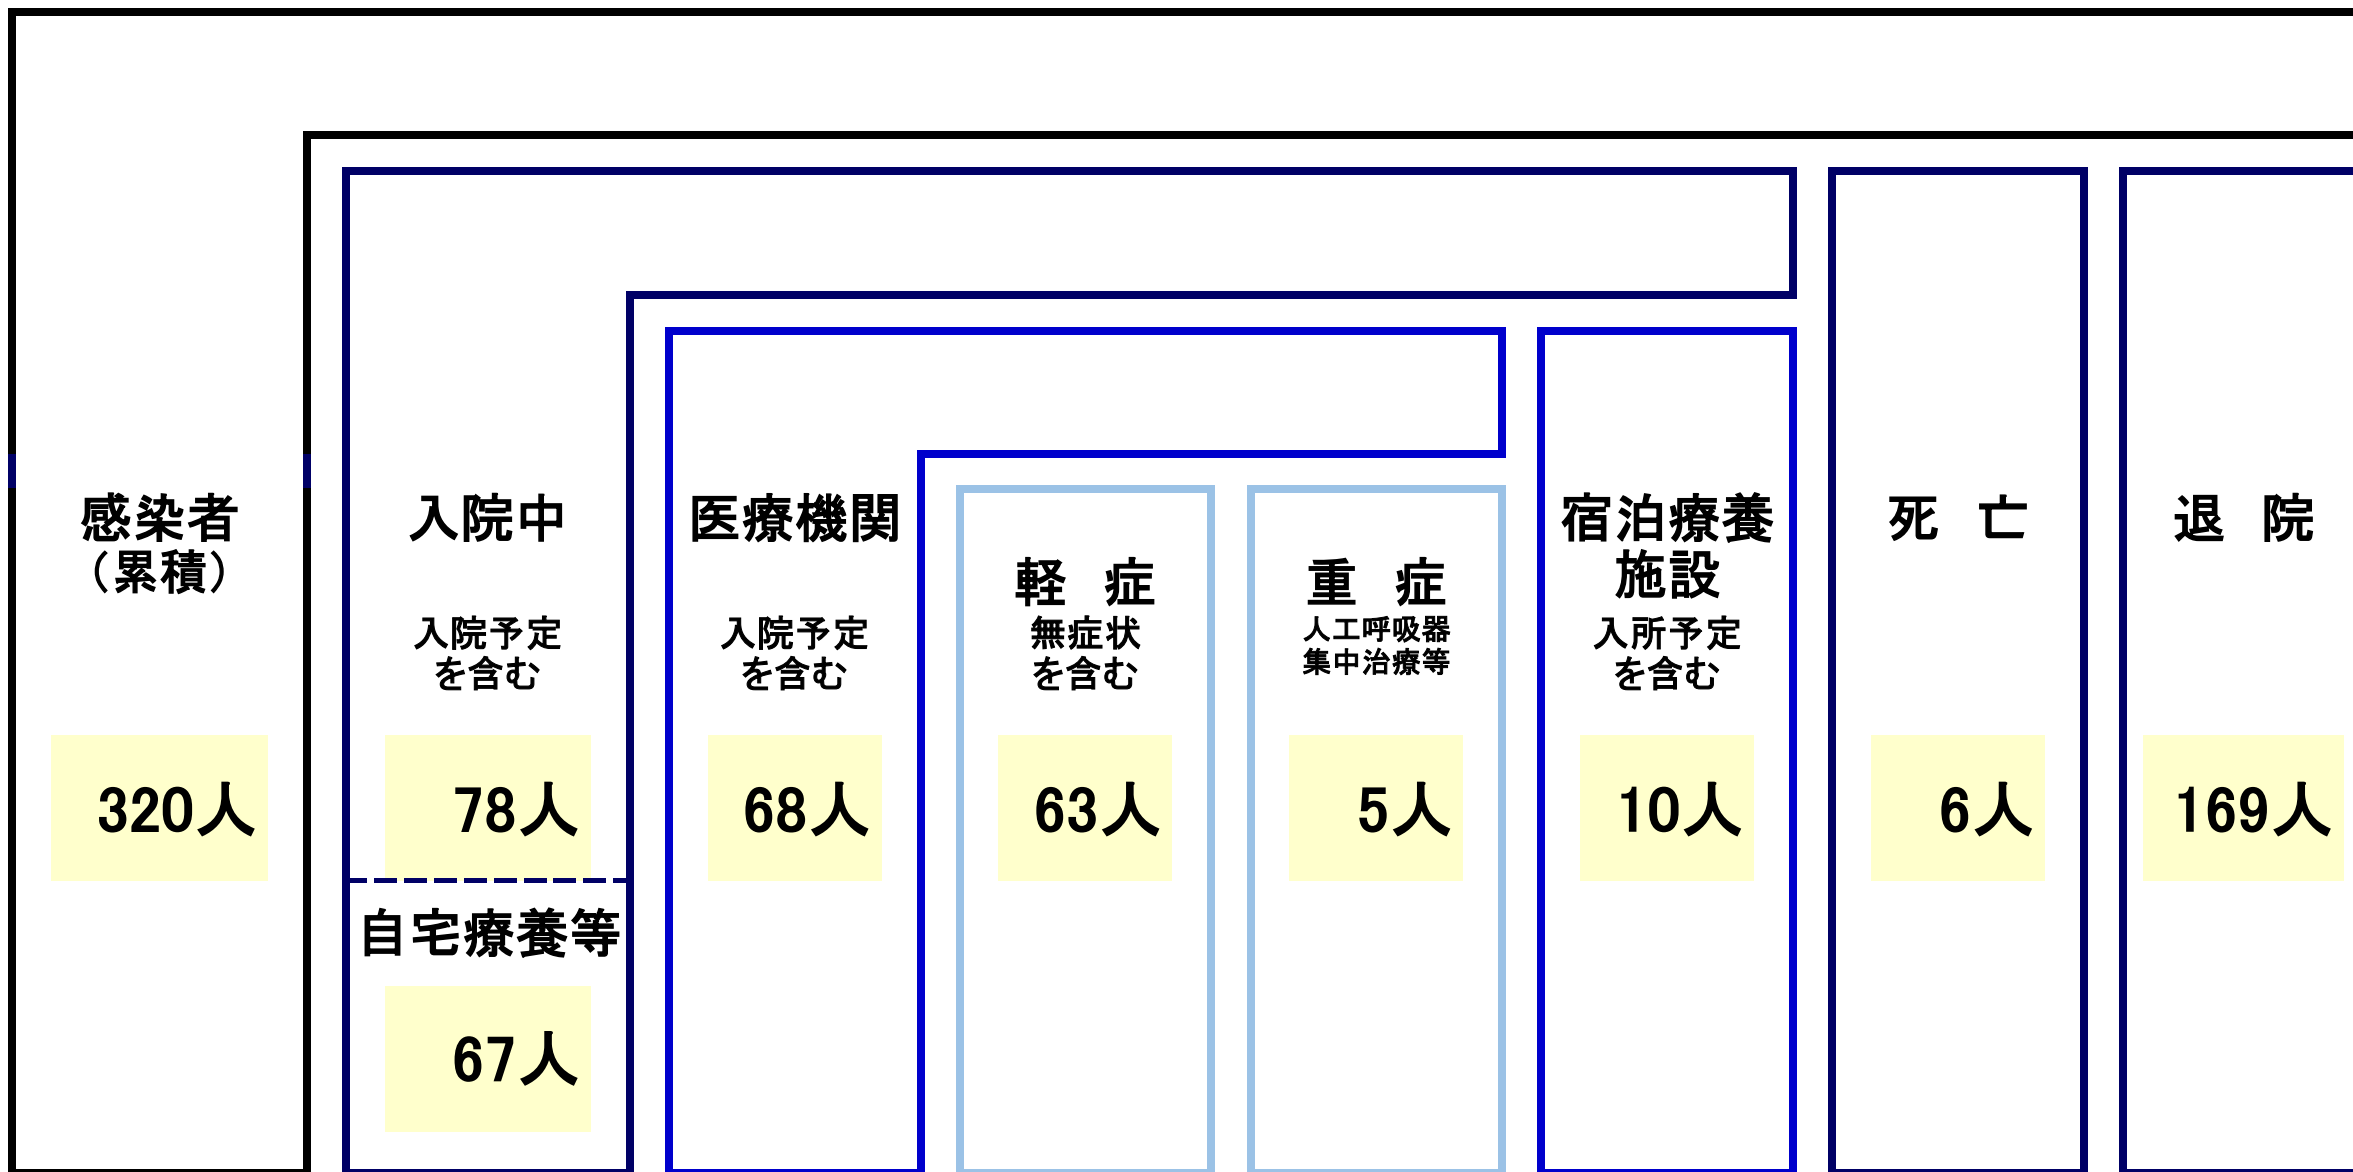 感染者
（累積）
320人
入院中
入院予定
を含む
78人
自宅療養等
67人
医療機関
入院予定
を含む
68人
軽 症
無症状
を含む
63人
重 症
人工呼吸器
集中治療等
5人
宿泊療養
施設
入所予定
を含む
10人
死 亡
6人
退 院
169人